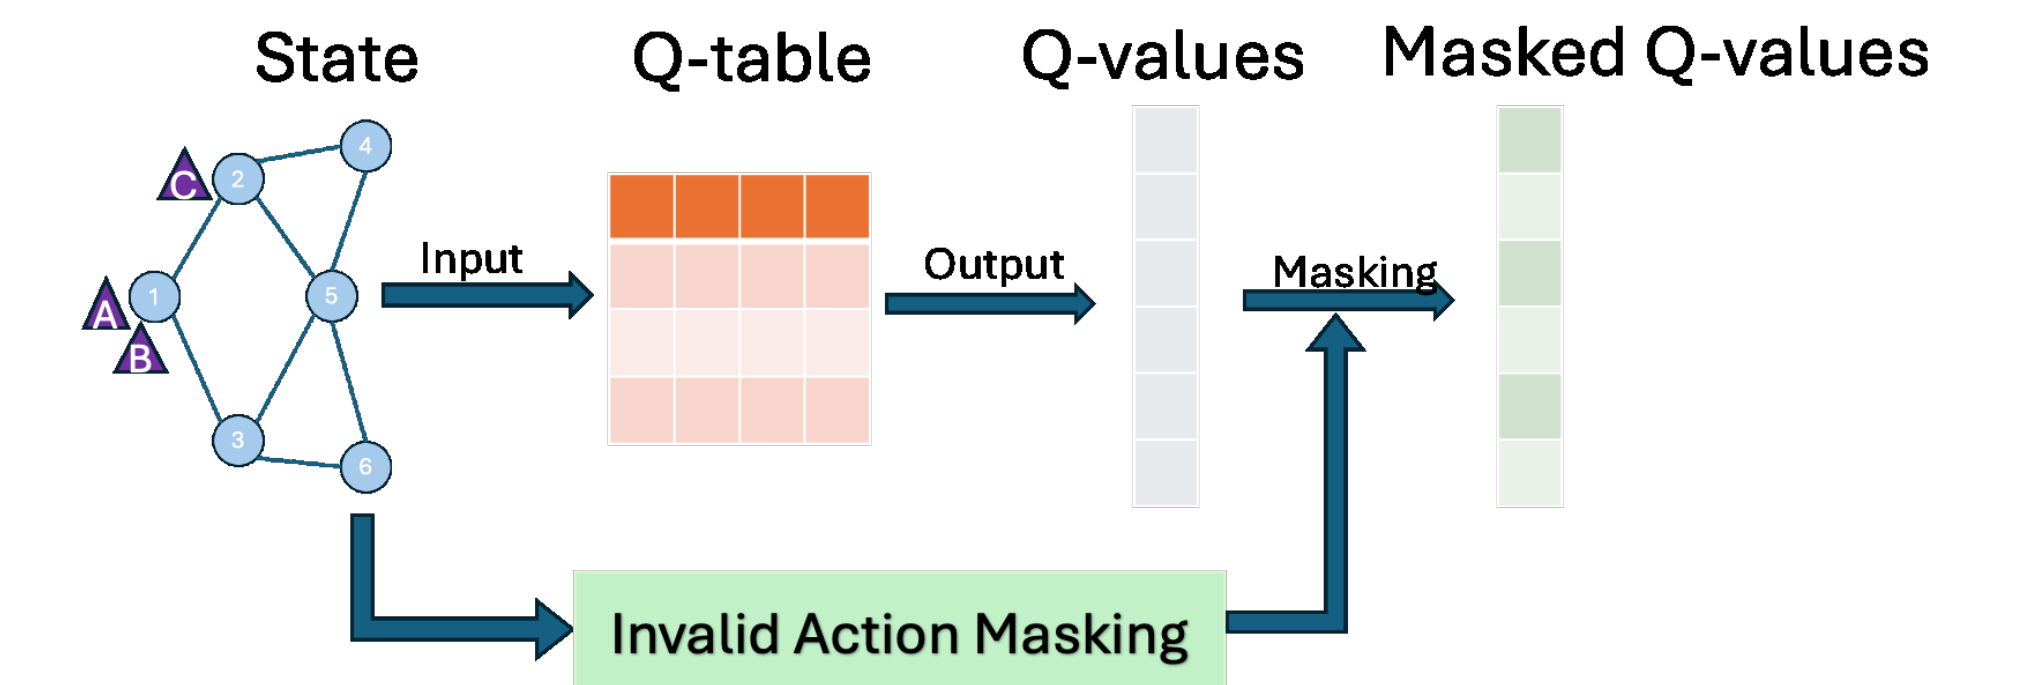 State
Q-table
Q-values
Masked Q-values
4
2
C
Input
Output
Masking
1
5
A
B
3
6
Invalid Action Masking